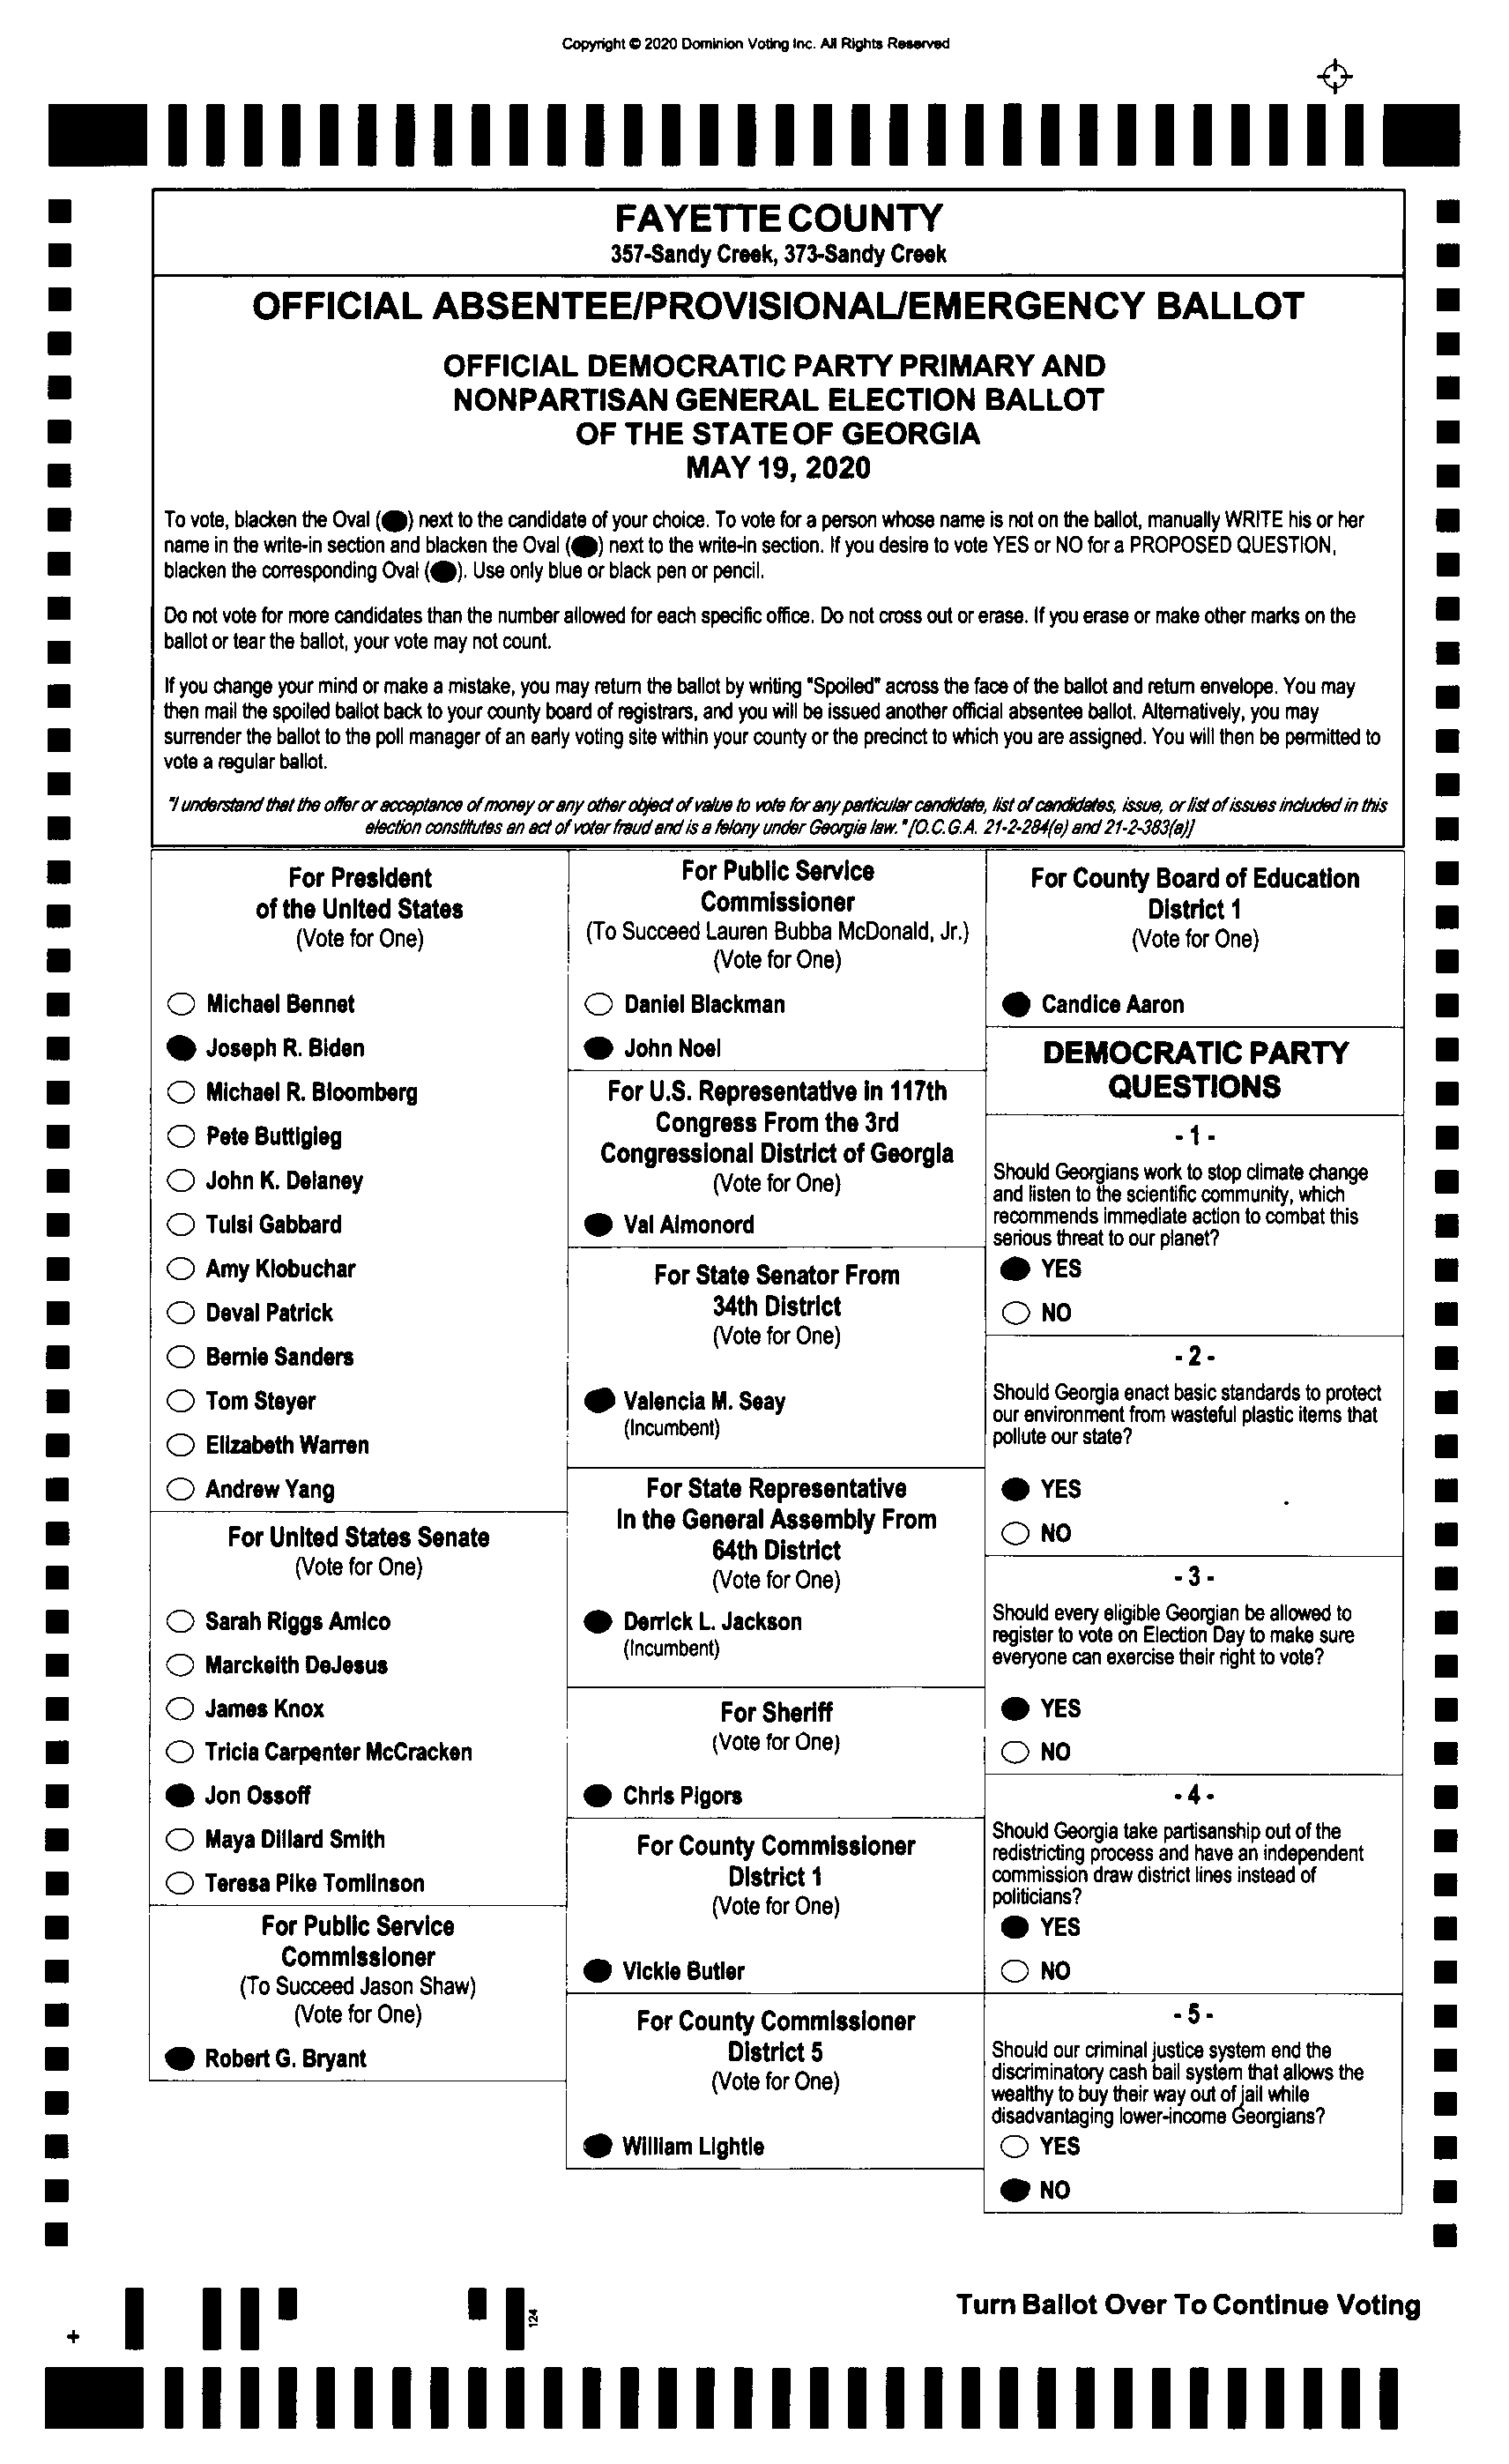 Copyright © 2020 Dominion Voting Inc. All Rights Reserved
FAYETTE COUNTY
357-Sandy Creek, 373-Sandy Creek
OFFICIAL ABSENTEE/PROVISIONAL/EMERGENCY BALLOT
OFFICIAL DEMOCRATIC PARTY PRIMARY AND
NONPARTISAN GENERAL ELECTION BALLOT
OF THE STATE OF GEORGIA
MAY 19, 2020
To vote, blacken the Oval (⬬) next to the candidate of your choice. To vote for a person whose name is not on the ballot, manually WRITE his or her
name in the write-in section and blacken the Oval (⬬) next to the write-in section. If you desire to vote YES or NO for a PROPOSED QUESTION,
blacken the corresponding Oval (⬬). Use only blue or black pen or pencil.
Do not vote for more candidates than the number allowed for each specific office. Do not cross out or erase. If you erase or make other marks on the
ballot or tear the ballot, your vote may not count.
If you change your mind or make a mistake, you may return the ballot by writing "Spoiled" across the face of the ballot and return envelope. You may
then mail the spoiled ballot back to your county board of registrars, and you will be issued another official absentee ballot. Alternatively, you may
surrender the ballot to the poll manager of an early voting site within your county or the precinct to which you are assigned. You will then be permitted to
vote a regular ballot.
"I understand that the offer or acceptance of money or any other object of value to vote for any particular candidate, list of candidates, issue, or list of issues included in this
election constitutes an act of voter fraud and is a felony under Georgia law." [O.C.G.A. 21-2-284(e) and 21-2-383(a)]
For President
of the United States
(Vote for One)
Michael Bennet
Joseph R. Biden
Michael R. Bloomberg
Pete Buttigieg
John K. Delaney
Tulsi Gabbard
Amy Klobuchar
Deval Patrick
Bernie Sanders
Tom Steyer
Elizabeth Warren
Andrew Yang
For United States Senate
(Vote for One)
Sarah Riggs Amico
Marckeith DeJesus
James Knox
Tricia Carpenter McCracken
Jon Ossoff
Maya Dillard Smith
Teresa Pike Tomlinson
For Public Service
Commissioner
(To Succeed Jason Shaw)
(Vote for One)
Robert G. Bryant
For Public Service
Commissioner
(To Succeed Lauren Bubba McDonald, Jr.)
(Vote for One)
Daniel Blackman
John Noel
For U.S. Representative in 117th
Congress From the 3rd
Congressional District of Georgia
(Vote for One)
Val Almonord
For State Senator From
34th District
(Vote for One)
Valencia M. Seay
(Incumbent)
For State Representative
In the General Assembly From
64th District
(Vote for One)
Derrick L. Jackson
(Incumbent)
For Sheriff
(Vote for One)
Chris Pigors
For County Commissioner
District 1
(Vote for One)
Vickie Butler
For County Commissioner
District 5
(Vote for One)
William Lightle
For County Board of Education
District 1
(Vote for One)
Candice Aaron
DEMOCRATIC PARTY
QUESTIONS
- 1 -
Should Georgians work to stop climate change
and listen to the scientific community, which
recommends immediate action to combat this
serious threat to our planet?
YES
NO
- 2 -
Should Georgia enact basic standards to protect
our environment from wasteful plastic items that
pollute our state?
YES
NO
- 3 -
Should every eligible Georgian be allowed to
register to vote on Election Day to make sure
everyone can exercise their right to vote?
YES
NO
- 4 -
Should Georgia take partisanship out of the
redistricting process and have an independent
commission draw district lines instead of
politicians?
YES
NO
- 5 -
Should our criminal justice system end the
discriminatory cash bail system that allows the
wealthy to buy their way out of jail while
disadvantaging lower-income Georgians?
YES
NO
124
Turn Ballot Over To Continue Voting